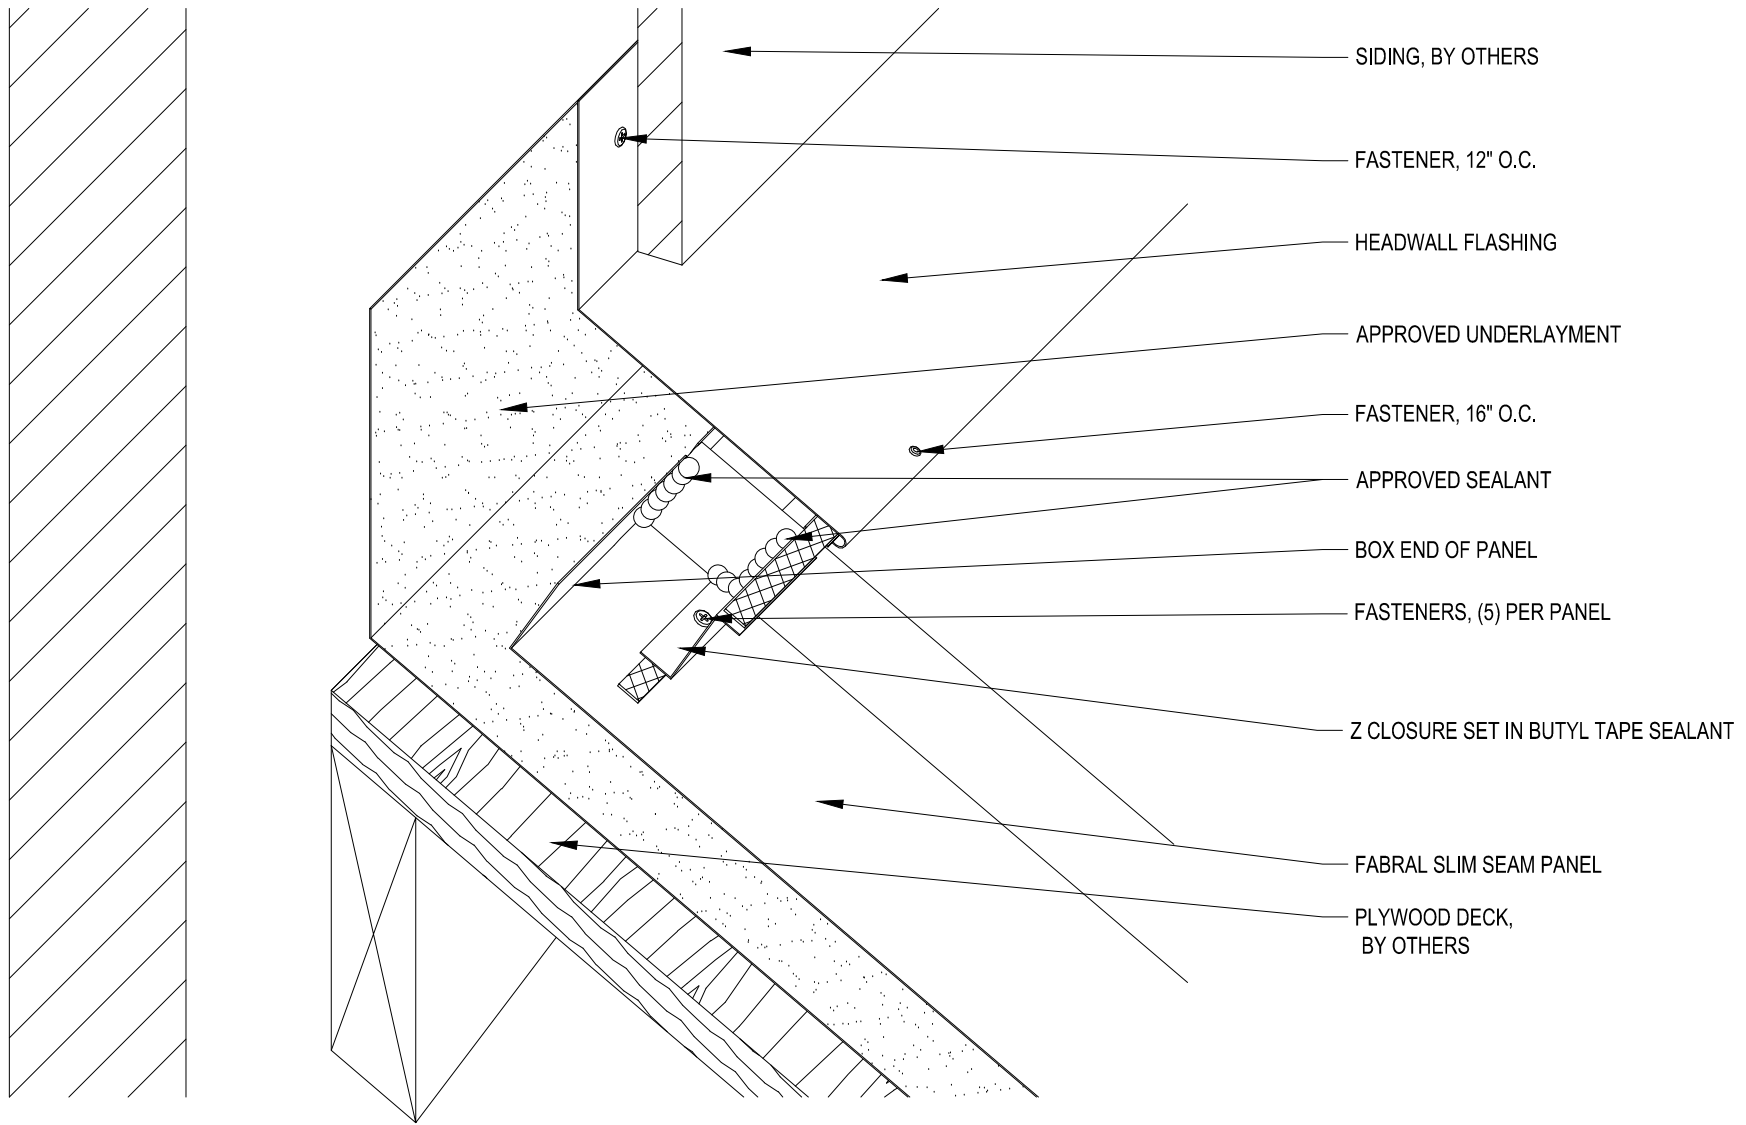 SIDING, BY OTHERS
FASTENER, 12" O.C.
HEADWALL FLASHING
APPROVED UNDERLAYMENT
FASTENER, 16" O.C.
APPROVED SEALANT
BOX END OF PANEL
FASTENERS, (5) PER PANEL
Z CLOSURE SET IN BUTYL TAPE SEALANT
FABRAL SLIM SEAM PANEL
PLYWOOD DECK,
BY OTHERS